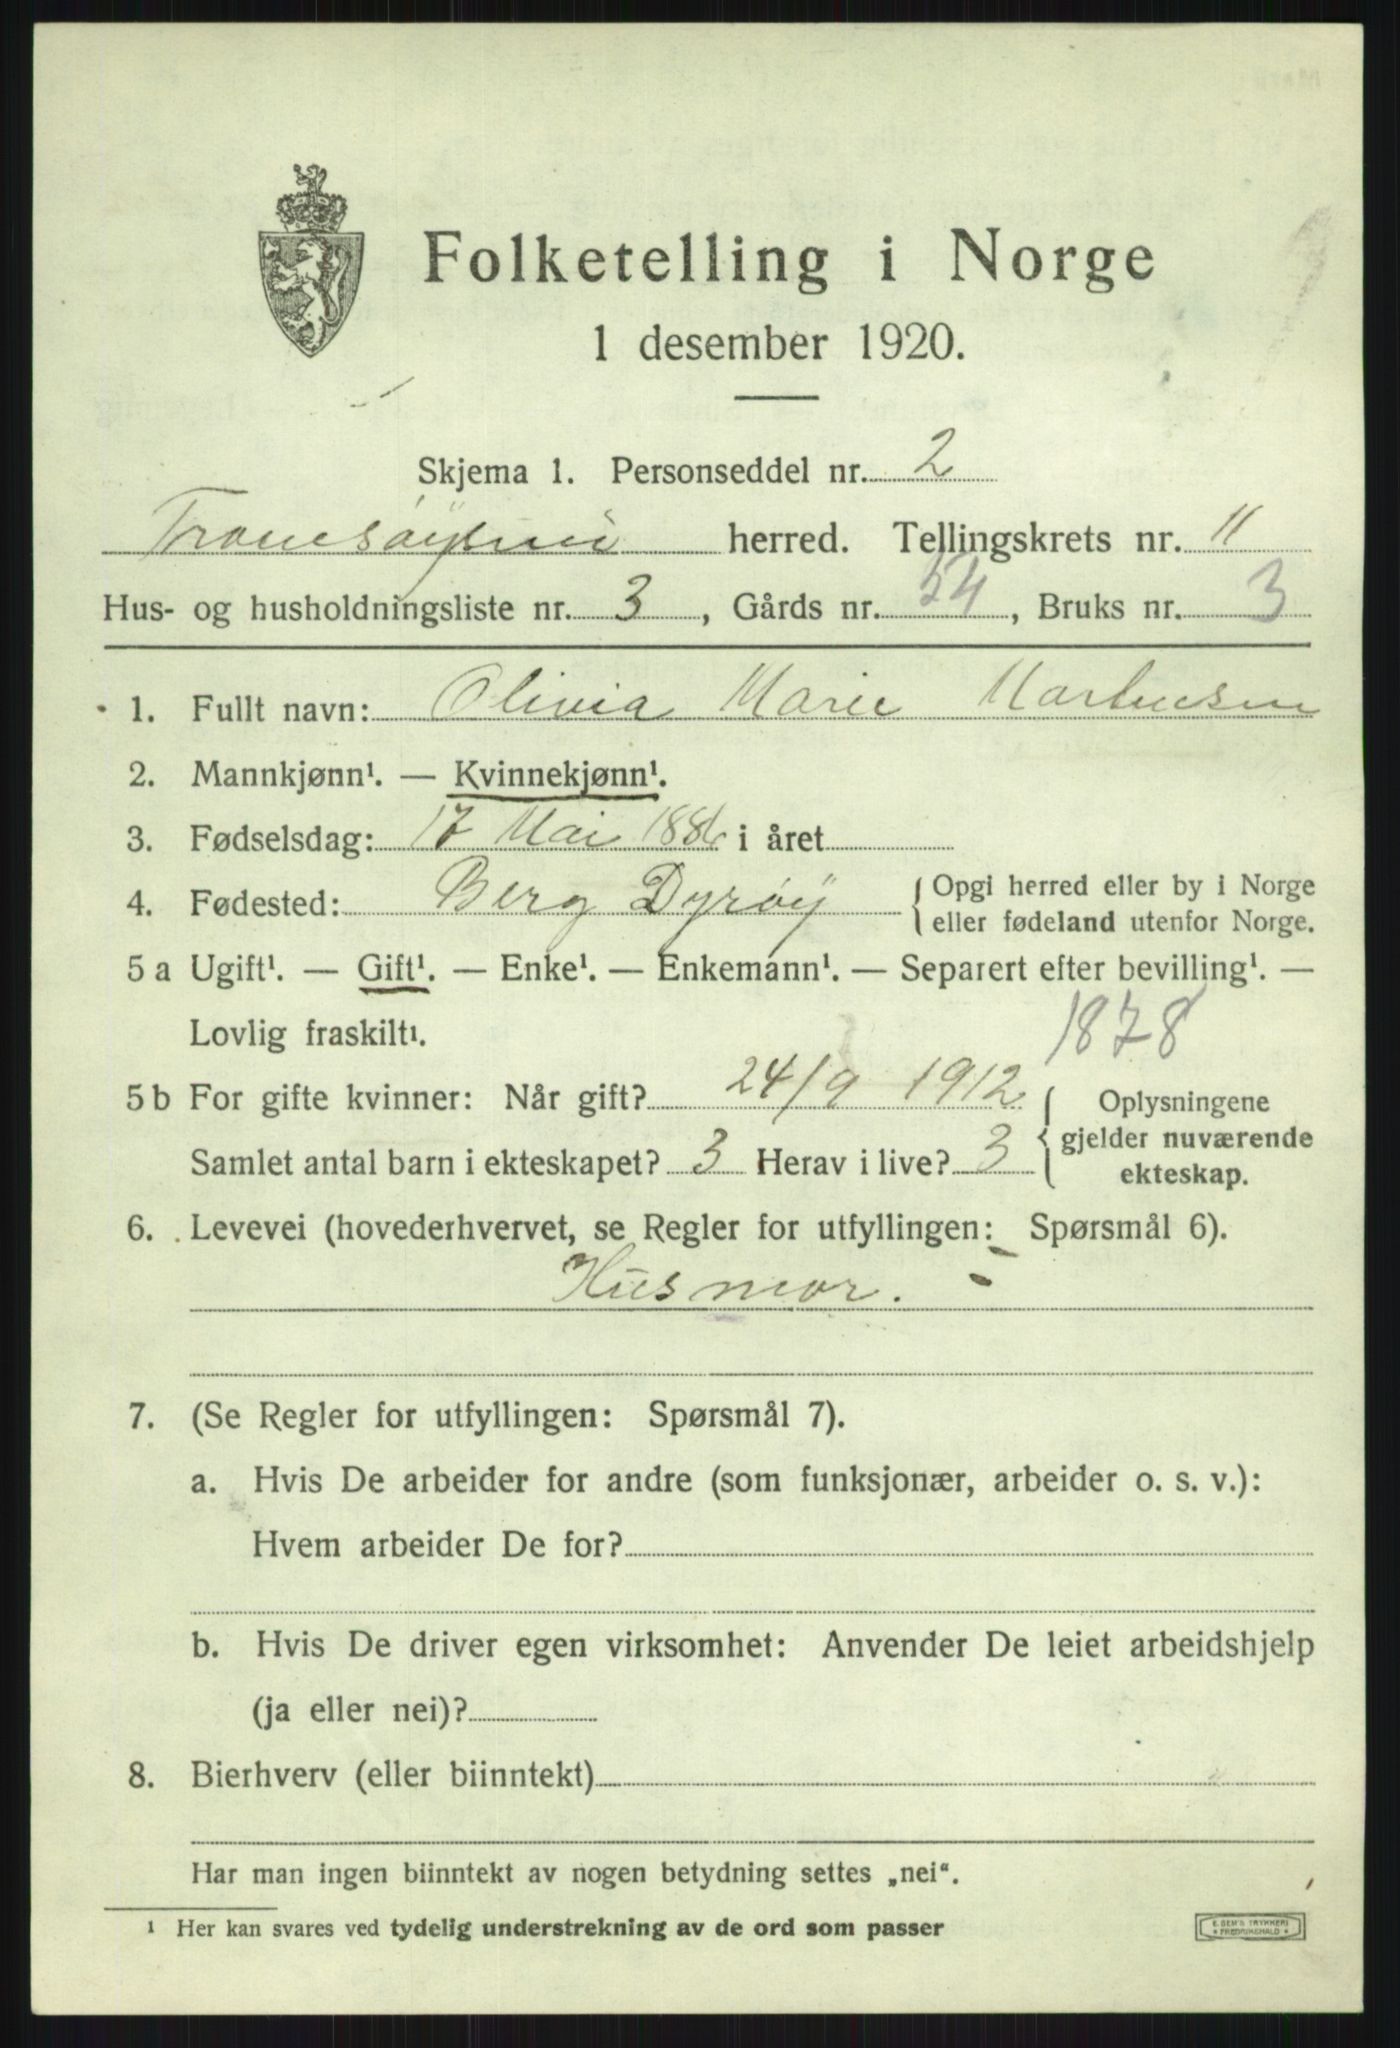 Folketelling i Norge
1 desember 1920.
Skjema 1. Personseddel nr. 2
herred. Tellingskrets nr. 11
Hus- og husholdningsliste nr. 3, Gårds nr. 54, Bruks nr. 3
1. Fullt navn: Olivia Marie
2. Mannkjønn¹. — Kvinnekjønn¹.
3. Fødselsdag: 17 Mai 1886 i året
4. Fødested: Berg Dyrøy { Opgi herred eller by i Norge
eller fødeland utenfor Norge.
5 a Ugift¹. — Gift¹. — Enke¹. — Enkemann¹. — Separert efter bevilling¹. —
Lovlig fraskilt¹.
1878
5 b For gifte kvinner: Når gift? 24/9 1912 { Oplysningene
gjelder nuværende
Samlet antal barn i ekteskapet? 3 Herav i live? 3
ekteskap.
6. Levevei (hovederhvervet, se Regler for utfyllingen: Spørsmål 6).
Husmor. -
7. (Se Regler for utfyllingen: Spørsmål 7).
a. Hvis De arbeider for andre (som funksjonær, arbeider o. s. v.):
Hvem arbeider De for?
b. Hvis De driver egen virksomhet: Anvender De leiet arbeidshjelp
(ja eller nei)?
8. Bierhverv (eller biinntekt)
Har man ingen biinntekt av nogen betydning settes „nei“.
¹ Her kan svares ved tydelig understrekning av de ord som passer
E. SEM'S TRYKKERI
* FREDRIKSHALD *